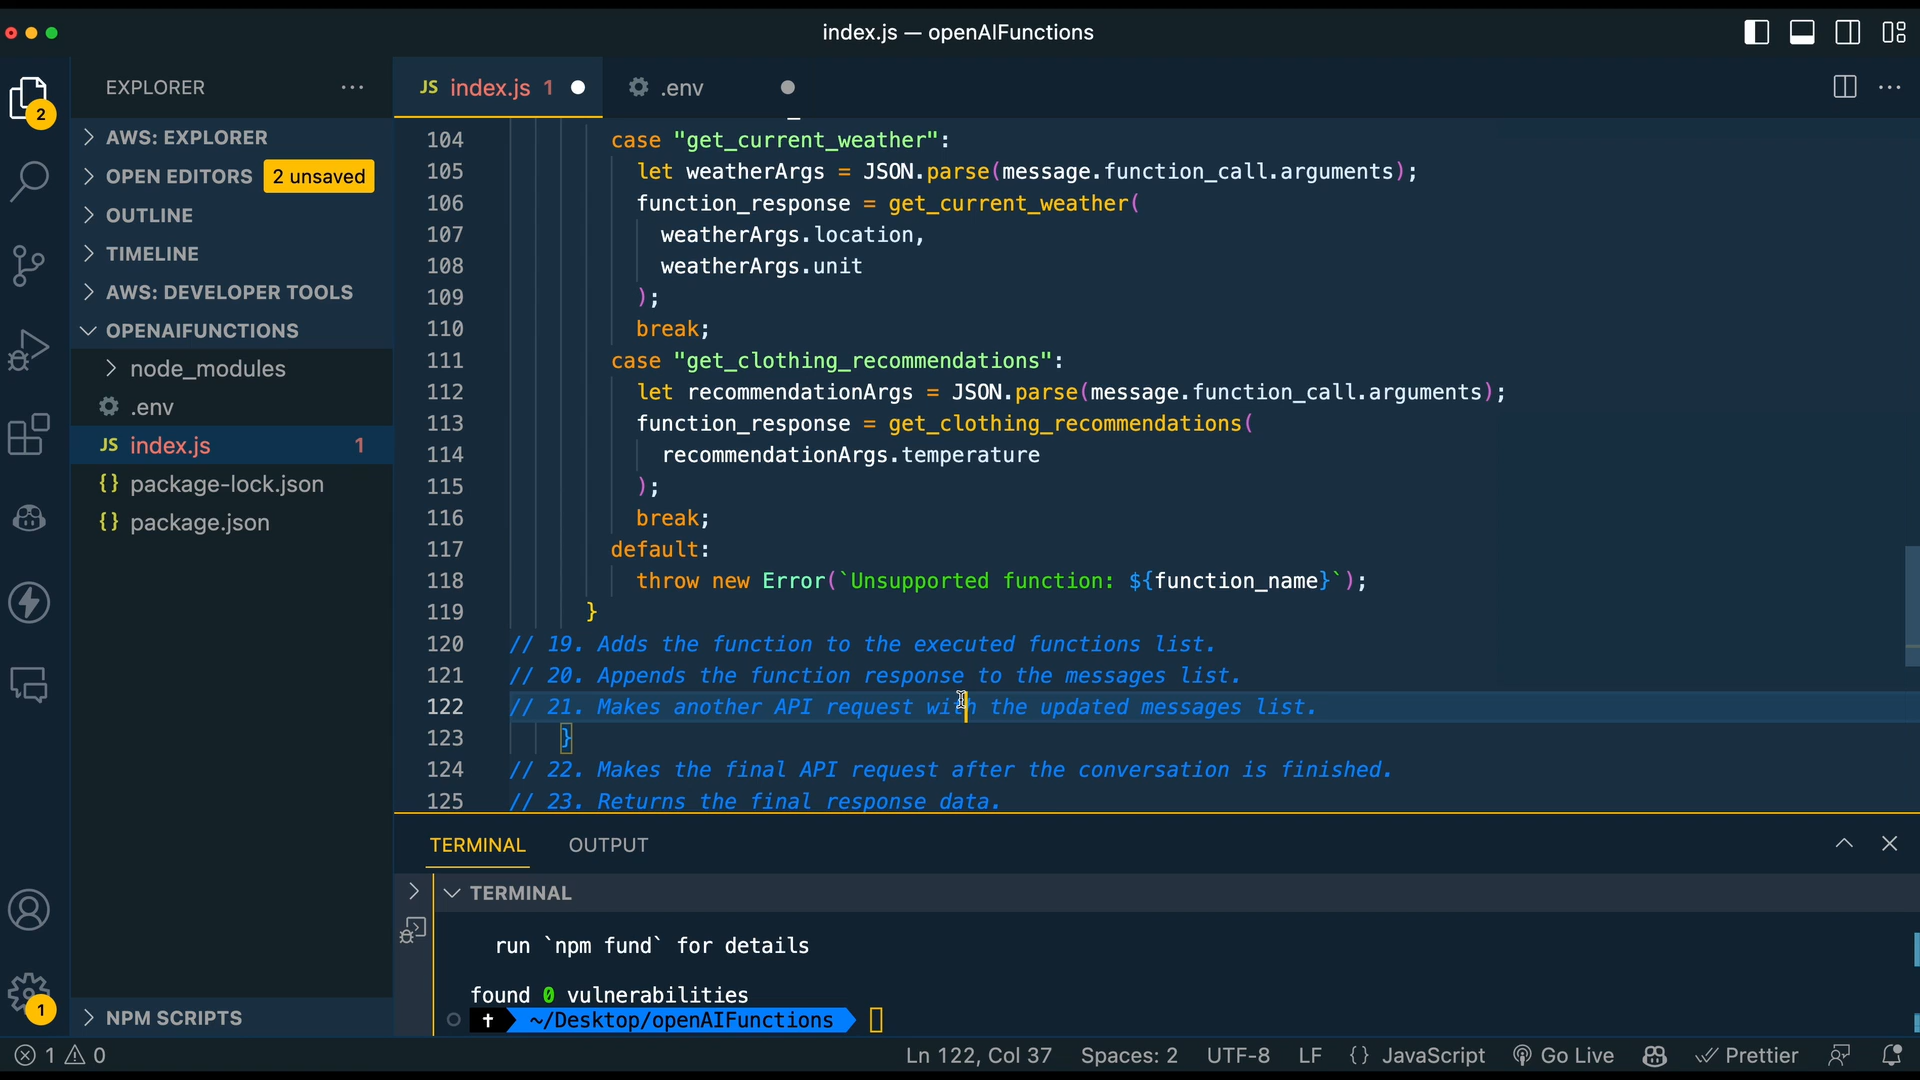 index.js — openAIFunctions
EXPLORER
2
AWS: EXPLORER
OPEN EDITORS 2 unsaved
OUTLINE
TIMELINE
AWS: DEVELOPER TOOLS
OPENAIFUNCTIONS
node_modules
.env
JS index.js 1
{} package-lock.json
{} package.json
NPM SCRIPTS
1
JS index.js 1
.env
104 case "get_current_weather":
105 let weatherArgs = JSON.parse(message.function_call.arguments);
106 function_response = get_current_weather(
107 weatherArgs.location,
108 weatherArgs.unit
109 );
110 break;
111 case "get_clothing_recommendations":
112 let recommendationArgs = JSON.parse(message.function_call.arguments);
113 function_response = get_clothing_recommendations(
114 recommendationArgs.temperature
115 );
116 break;
117 default:
118 throw new Error(`Unsupported function: ${function_name}`);
119 }
120 // 19. Adds the function to the executed functions list.
121 // 20. Appends the function response to the messages list.
122 // 21. Makes another API request with the updated messages list.
123 }
124 // 22. Makes the final API request after the conversation is finished.
125 // 23. Returns the final response data.
TERMINAL OUTPUT
TERMINAL
run `npm fund` for details
found 0 vulnerabilities
~/Desktop/openAIFunctions
1 0 Ln 122, Col 37 Spaces: 2 UTF-8 LF {} JavaScript Go Live Prettier